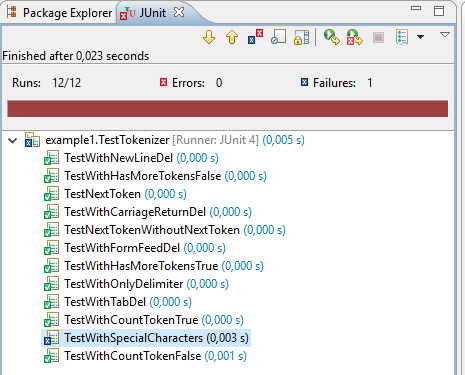 Package Explorer JUnit
Finished after 0,023 seconds
Runs: 12/12 Errors: 0 Failures: 1
example1.TestTokenizer [Runner: JUnit 4] (0,005 s)
TestWithNewLineDel (0,000 s)
TestWithHasMoreTokensFalse (0,000 s)
TestNextToken (0,000 s)
TestWithCarriageReturnDel (0,000 s)
TestNextTokenWithoutNextToken (0,000 s)
TestWithFormFeedDel (0,000 s)
TestWithHasMoreTokensTrue (0,000 s)
TestWithOnlyDelimiter (0,000 s)
TestWithTabDel (0,000 s)
TestWithCountTokenTrue (0,000 s)
TestWithSpecialCharacters (0,003 s)
TestWithCountTokenFalse (0,001 s)